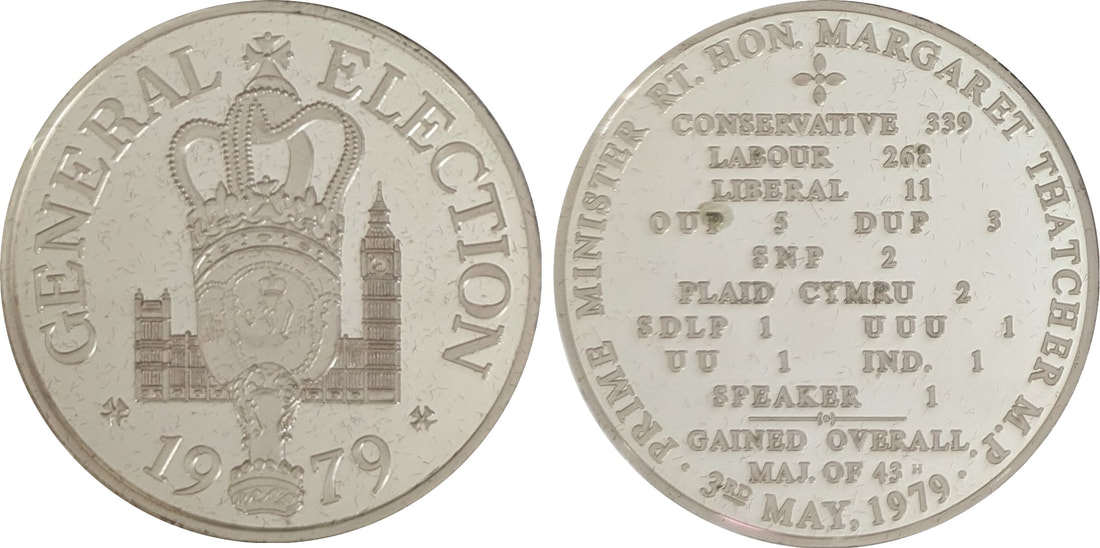 GENERAL ELECTION
1979
PRIME MINISTER RT. HON. MARGARET THATCHER M.P.
CONSERVATIVE 339
LABOUR 268
LIBERAL 11
OUP 5 DUP 3
SNP 2
PLAID CYMRU 2
SDLP 1 UUU 1
UU 1 IND. 1
SPEAKER 1
GAINED OVERALL
MAJ. OF 43 H
3RD MAY, 1979